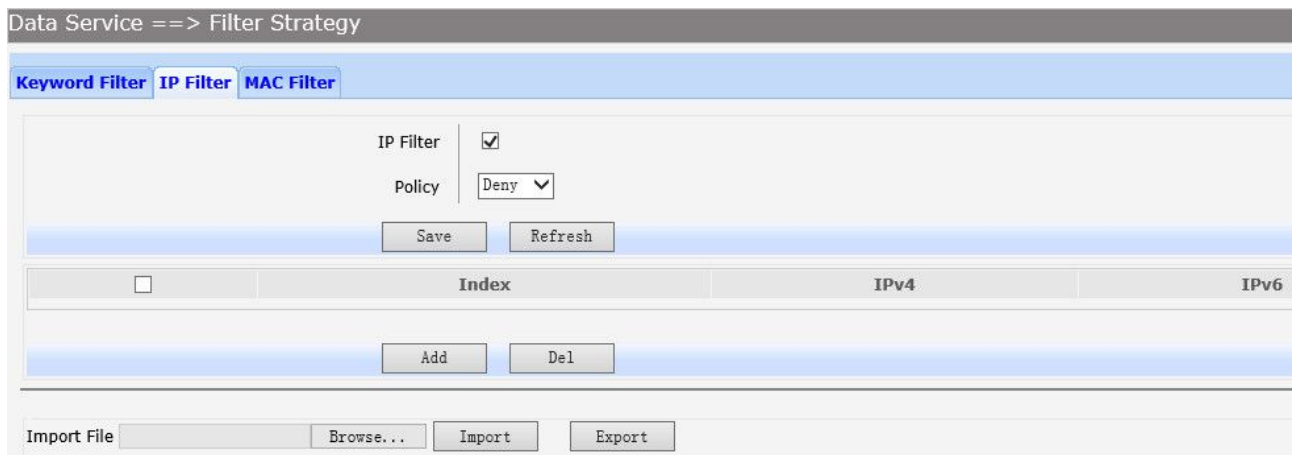 Data Service ==> Filter Strategy
Keyword Filter IP Filter MAC Filter
IP Filter
Policy Deny
Save Refresh
Index IPv4 IPv6
Add Del
Import File Browse... Import Export